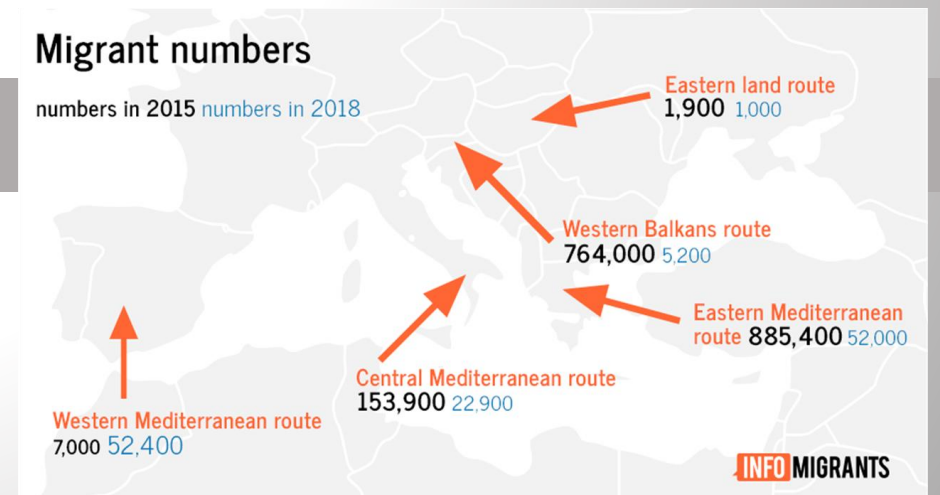 Migrant numbers
numbers in 2015 numbers in 2018
Eastern land route
1,900 1,000
Western Balkans route
764,000 5,200
Eastern Mediterranean
route 885,400 52,000
Central Mediterranean route
153,900 22,900
Western Mediterranean route
7,000 52,400
INFO MIGRANTS